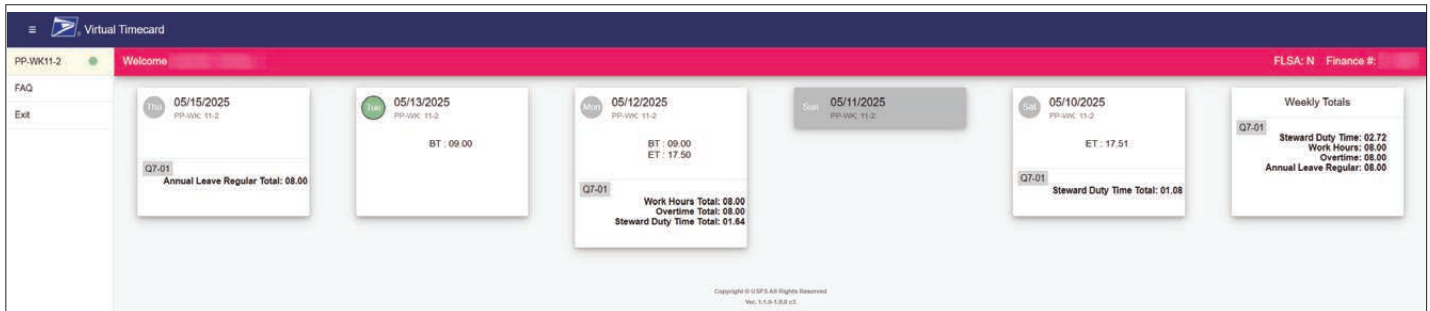 ≡ Virtual Timecard
PP-WK11-2
FAQ
Exit
Welcome
FLSA: N Finance #:
Thu 05/15/2025
PP-WK: 11-2
Q7-01
Annual Leave Regular Total: 08.00
Tue 05/13/2025
PP-WK: 11-2
BT : 09.00
Mon 05/12/2025
PP-WK: 11-2
BT : 09.00
ET : 17.50
Q7-01
Work Hours Total: 08.00
Overtime Total: 08.00
Steward Duty Time Total: 01.64
Sun 05/11/2025
PP-WK: 11-2
Sat 05/10/2025
PP-WK: 11-2
ET : 17.51
Q7-01
Steward Duty Time Total: 01.08
Weekly Totals
Q7-01
Steward Duty Time: 02.72
Work Hours: 08.00
Overtime: 08.00
Annual Leave Regular: 08.00
Copyright © USPS All Rights Reserved